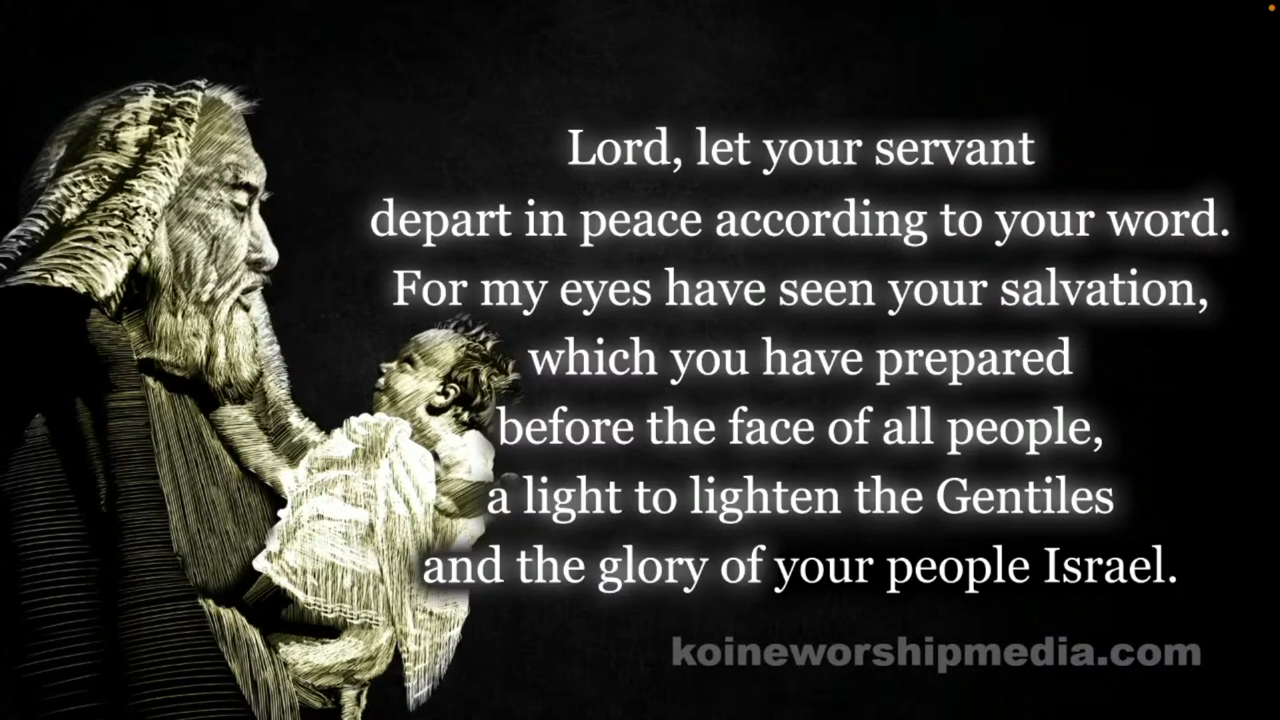 Lord, let your servant
depart in peace according to your word.
For my eyes have seen your salvation,
which you have prepared
before the face of all people,
a light to lighten the Gentiles
and the glory of your people Israel.
koineworshipmedia.com